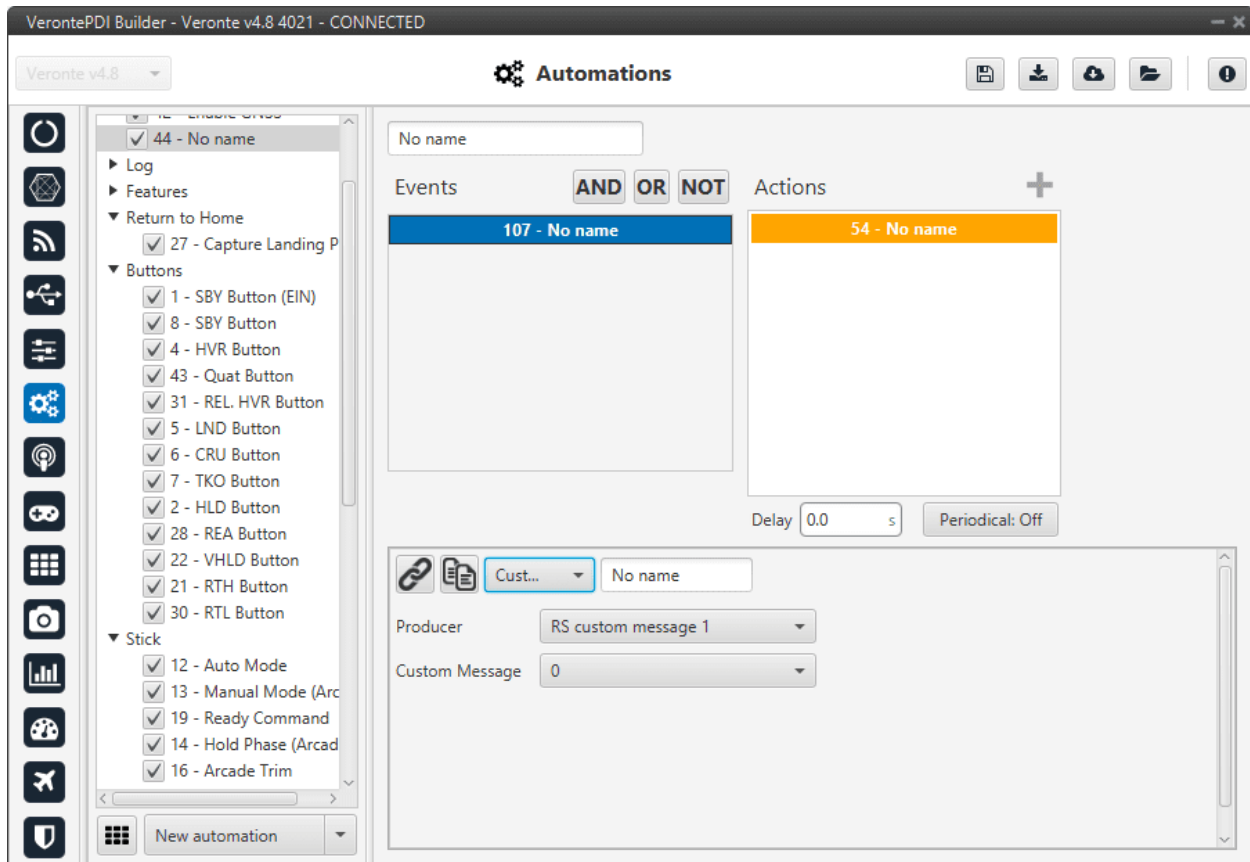 VerontePDI Builder - Veronte v4.8 4021 - CONNECTED
Veronte v4.8
Automations
44 - No name
Log
Features
Return to Home
27 - Capture Landing P
Buttons
1 - SBY Button (EIN)
8 - SBY Button
4 - HVR Button
43 - Quat Button
31 - REL. HVR Button
5 - LND Button
6 - CRU Button
7 - TKO Button
2 - HLD Button
28 - REA Button
22 - VHLD Button
21 - RTH Button
30 - RTL Button
Stick
12 - Auto Mode
13 - Manual Mode (Arc
19 - Ready Command
14 - Hold Phase (Arcad
16 - Arcade Trim
New automation
No name
Events AND OR NOT
107 - No name
Actions
54 - No name
Delay 0.0 s Periodical: Off
Cust... No name
Producer RS custom message 1
Custom Message 0